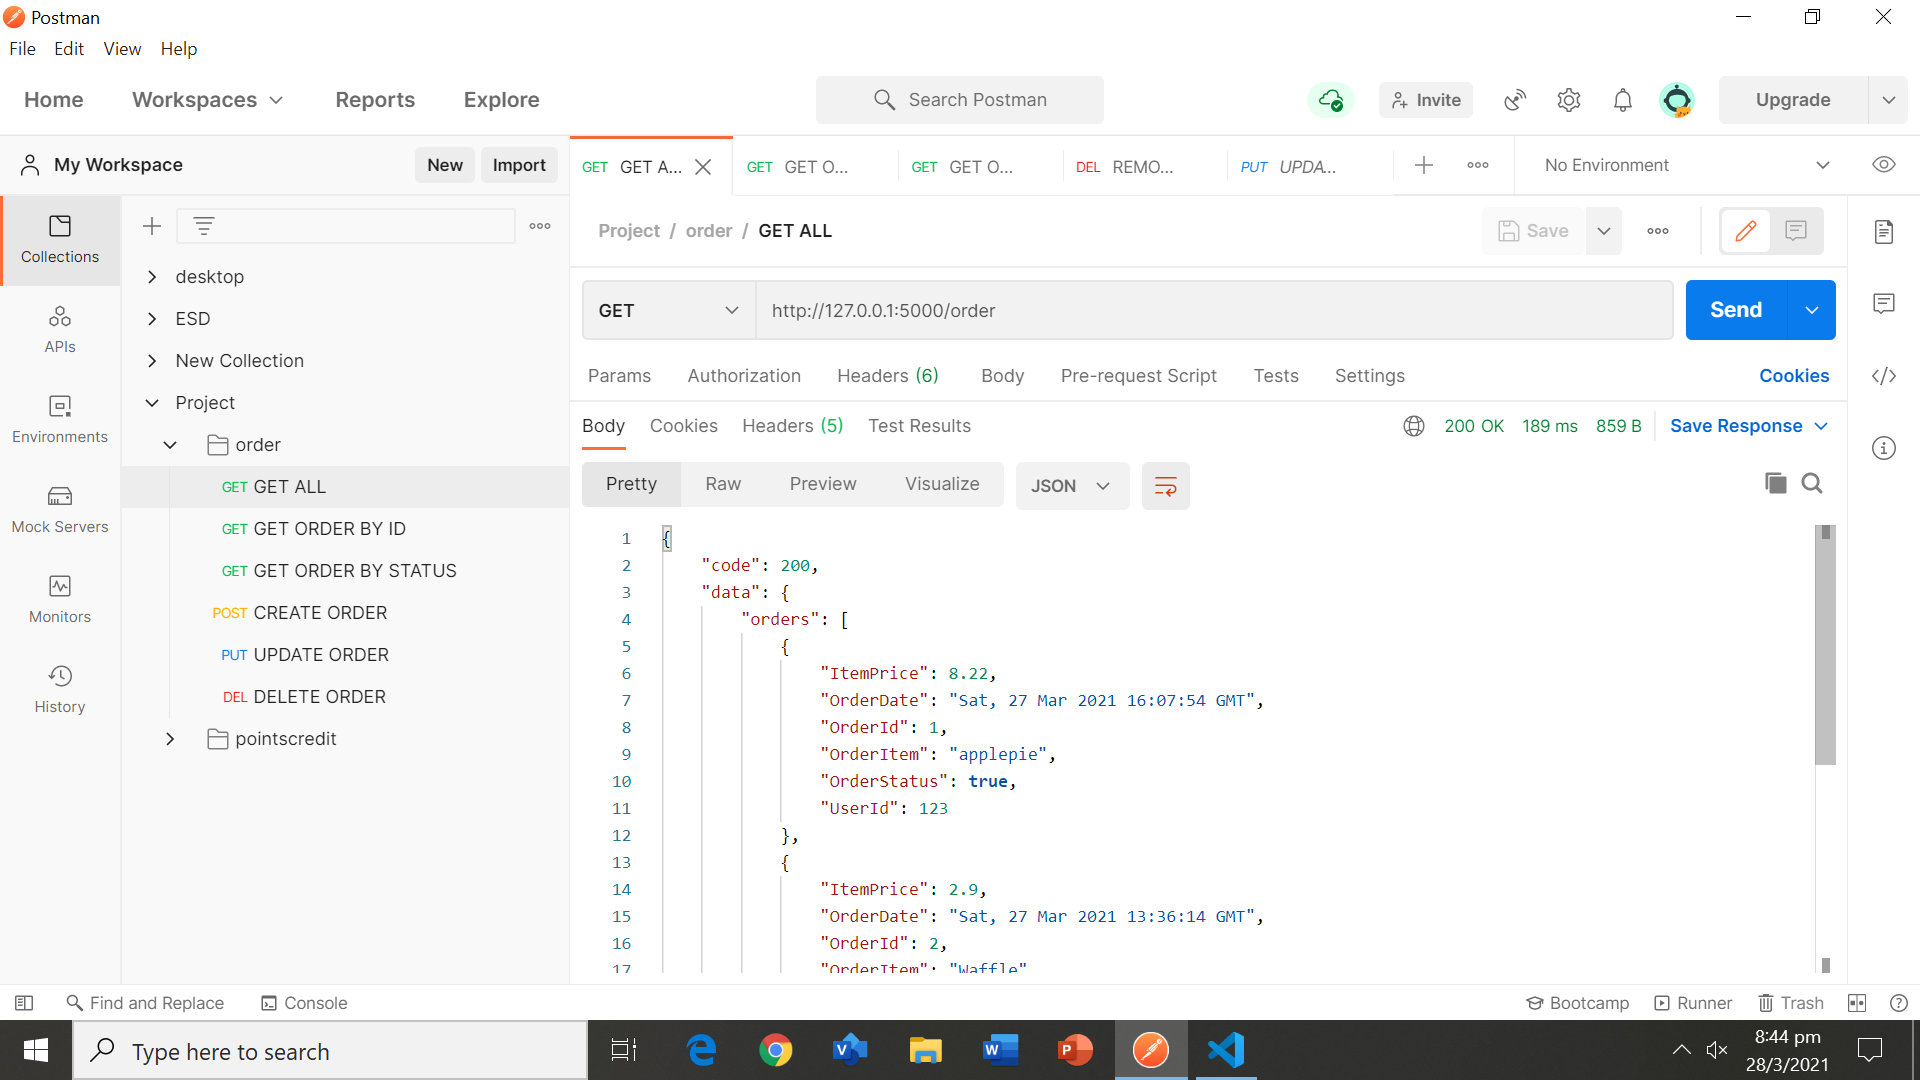 Postman
File Edit View Help
Home Workspaces Reports Explore Search Postman Invite Upgrade
My Workspace New Import
GET GET A... GET GET O... GET GET O... DEL REMO... PUT UPDA... No Environment
Collections
APIs
Environments
Mock Servers
Monitors
History
desktop
ESD
New Collection
Project
order
GET GET ALL
GET GET ORDER BY ID
GET GET ORDER BY STATUS
POST CREATE ORDER
PUT UPDATE ORDER
DEL DELETE ORDER
pointscredit
Project / order / GET ALL Save
GET http://127.0.0.1:5000/order Send
Params Authorization Headers (6) Body Pre-request Script Tests Settings Cookies
Body Cookies Headers (5) Test Results 200 OK 189 ms 859 B Save Response
Pretty Raw Preview Visualize JSON
1 {
2 "code": 200,
3 "data": {
4 "orders": [
5 {
6 "ItemPrice": 8.22,
7 "OrderDate": "Sat, 27 Mar 2021 16:07:54 GMT",
8 "OrderId": 1,
9 "OrderItem": "applepie",
10 "OrderStatus": true,
11 "UserId": 123
12 },
13 {
14 "ItemPrice": 2.9,
15 "OrderDate": "Sat, 27 Mar 2021 13:36:14 GMT",
16 "OrderId": 2,
17 "OrderItem": "Waffle"
Find and Replace Console Bootcamp Runner Trash
Type here to search
8:44 pm
28/3/2021